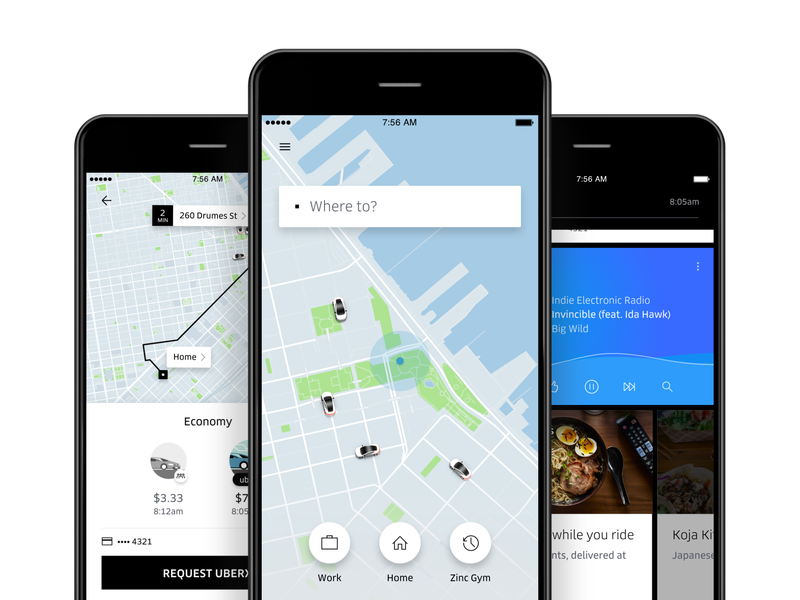 7:56 AM
2
MIN
260 Drumes St
Home
Economy
$3.33
8:12am
$7
8:05
ub
•••• 4321
REQUEST UBERX
7:56 AM
Where to?
Work
Home
Zinc Gym
7:56 AM
8:05am
4321
Indie Electronic Radio
Invincible (feat. Ida Hawk)
Big Wild
while you ride
nts, delivered at
Koja Ki
Japanese